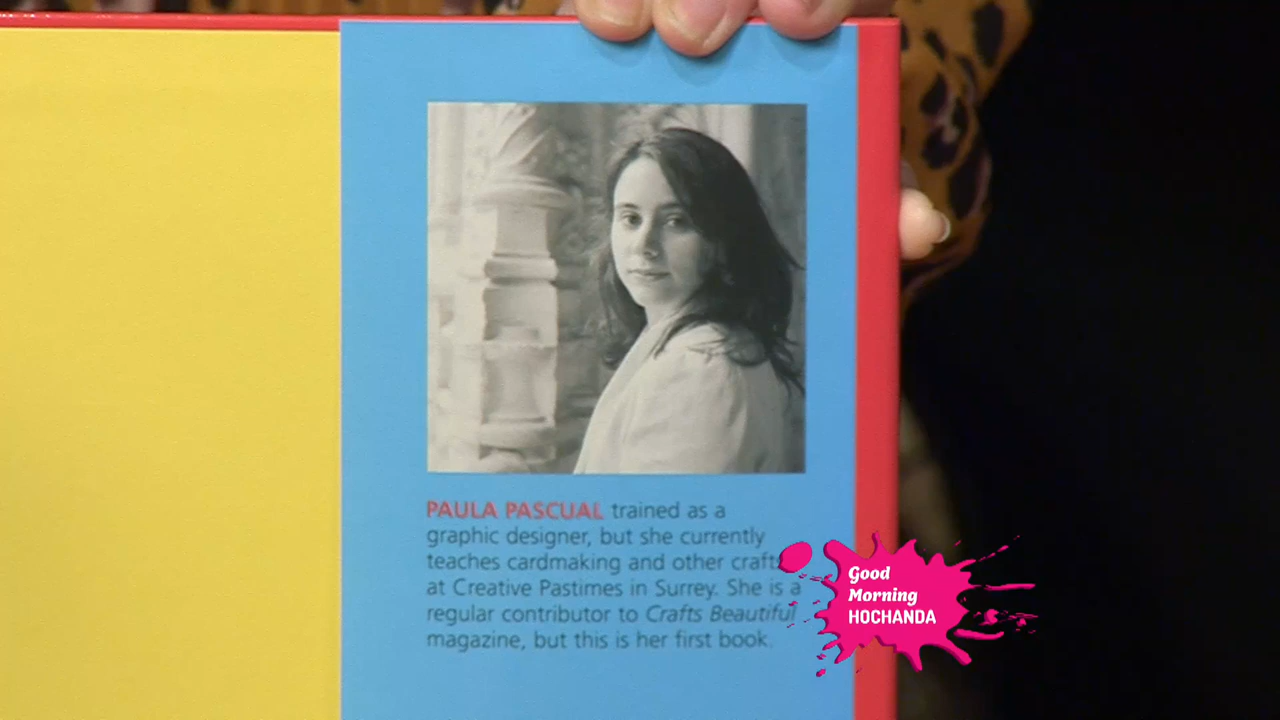 PAULA PASCUAL trained as a
graphic designer, but she currently
teaches cardmaking and other crafts
at Creative Pastimes in Surrey. She is a
regular contributor to Crafts Beautiful
magazine, but this is her first book.
Good
Morning
HOCHANDA